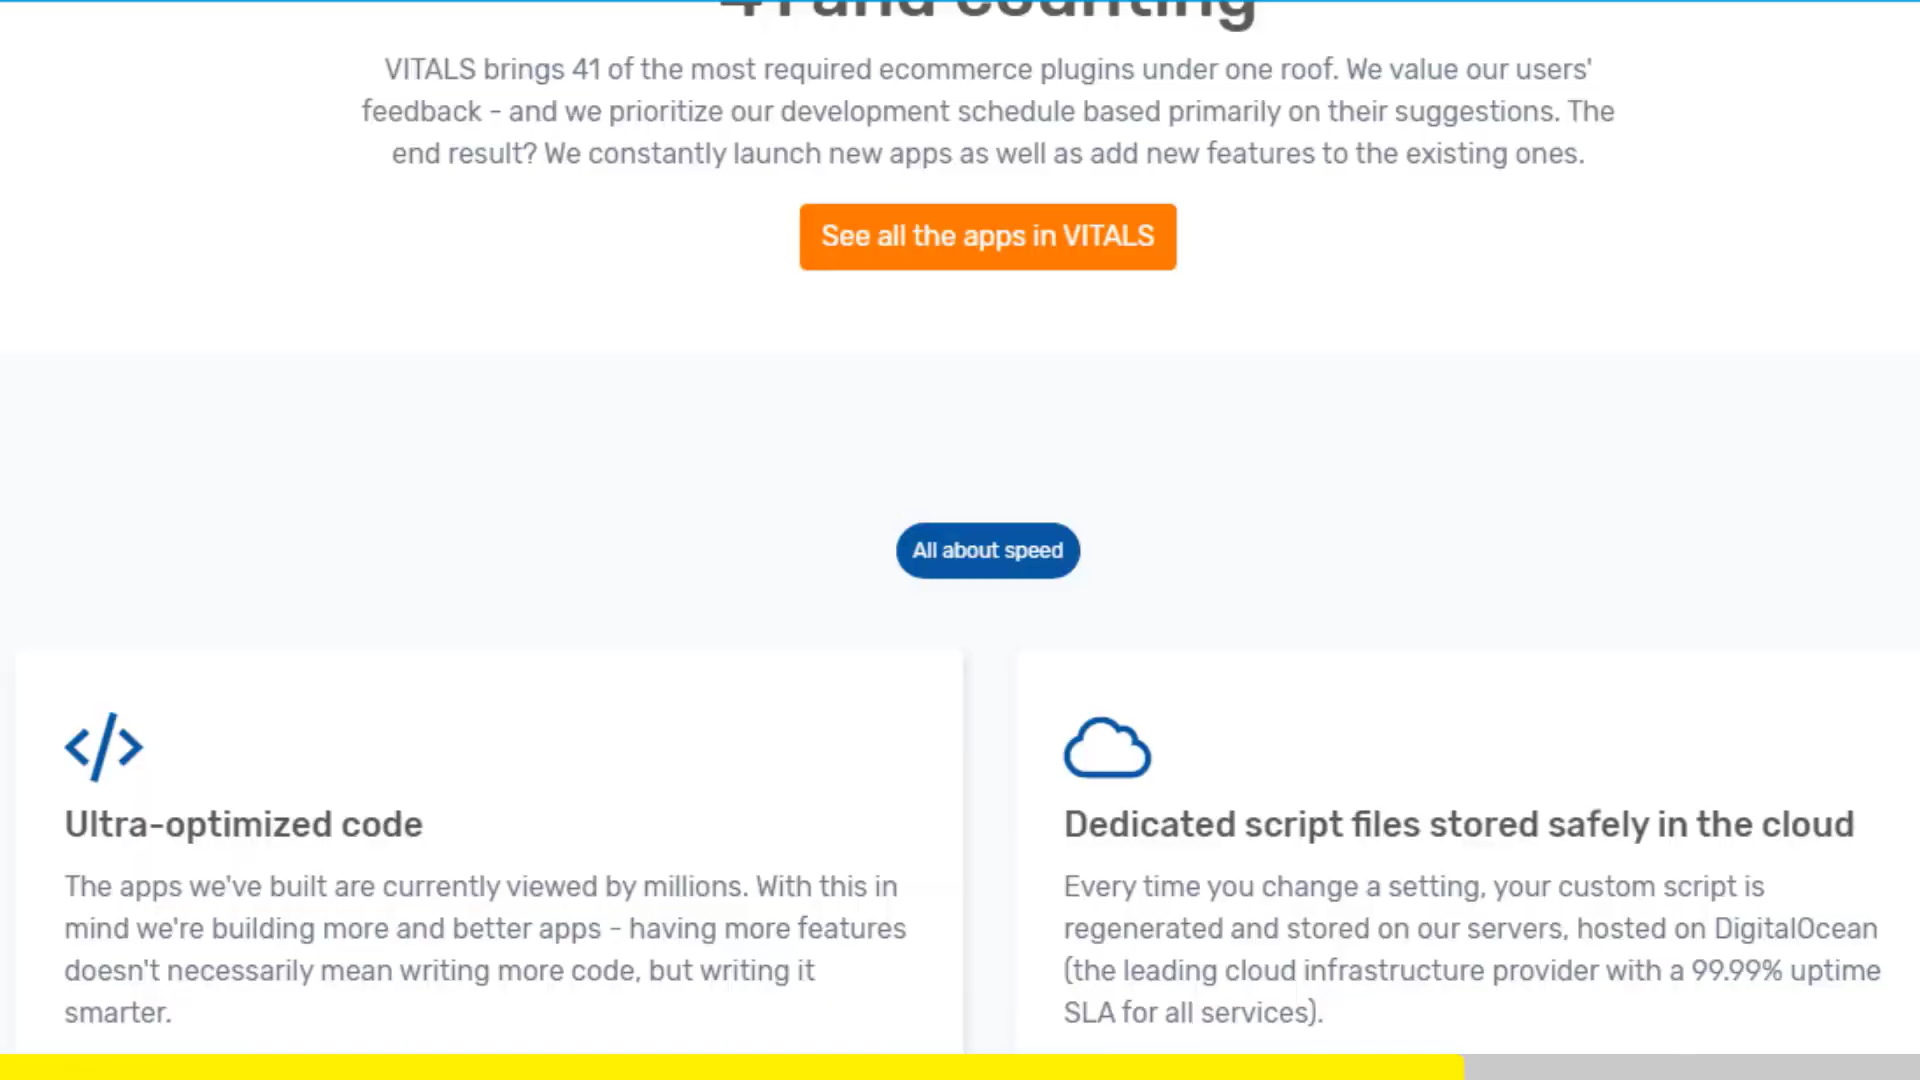 41 and counting
VITALS brings 41 of the most required ecommerce plugins under one roof. We value our users'
feedback - and we prioritize our development schedule based primarily on their suggestions. The
end result? We constantly launch new apps as well as add new features to the existing ones.
See all the apps in VITALS
All about speed
Ultra-optimized code
The apps we've built are currently viewed by millions. With this in
mind we're building more and better apps - having more features
doesn't necessarily mean writing more code, but writing it
smarter.
Dedicated script files stored safely in the cloud
Every time you change a setting, your custom script is
regenerated and stored on our servers, hosted on DigitalOcean
(the leading cloud infrastructure provider with a 99.99% uptime
SLA for all services).